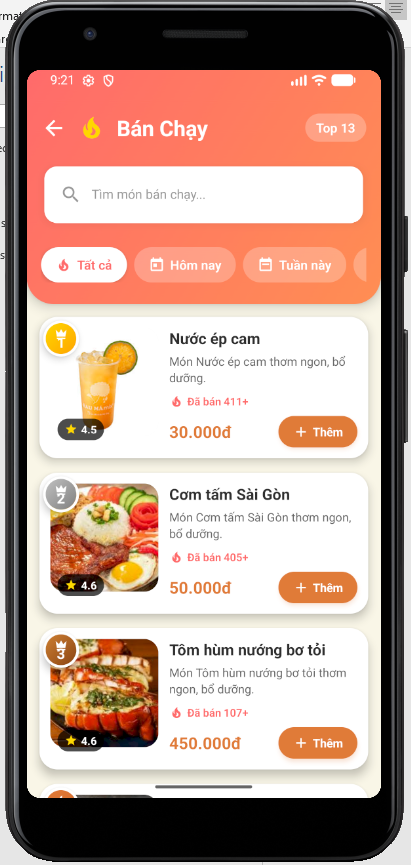 9:21
Bán Chạy
Top 13
Tìm món bán chạy...
Tất cả
Hôm nay
Tuần này
1
Nước ép cam
Món Nước ép cam thơm ngon, bổ
dưỡng.
Đã bán 411+
4.5
30.000đ
+ Thêm
2
Cơm tấm Sài Gòn
Món Cơm tấm Sài Gòn thơm ngon,
bổ dưỡng.
Đã bán 405+
4.6
50.000đ
+ Thêm
3
Tôm hùm nướng bơ tỏi
Món Tôm hùm nướng bơ tỏi thơm
ngon, bổ dưỡng.
Đã bán 107+
4.6
450.000đ
+ Thêm